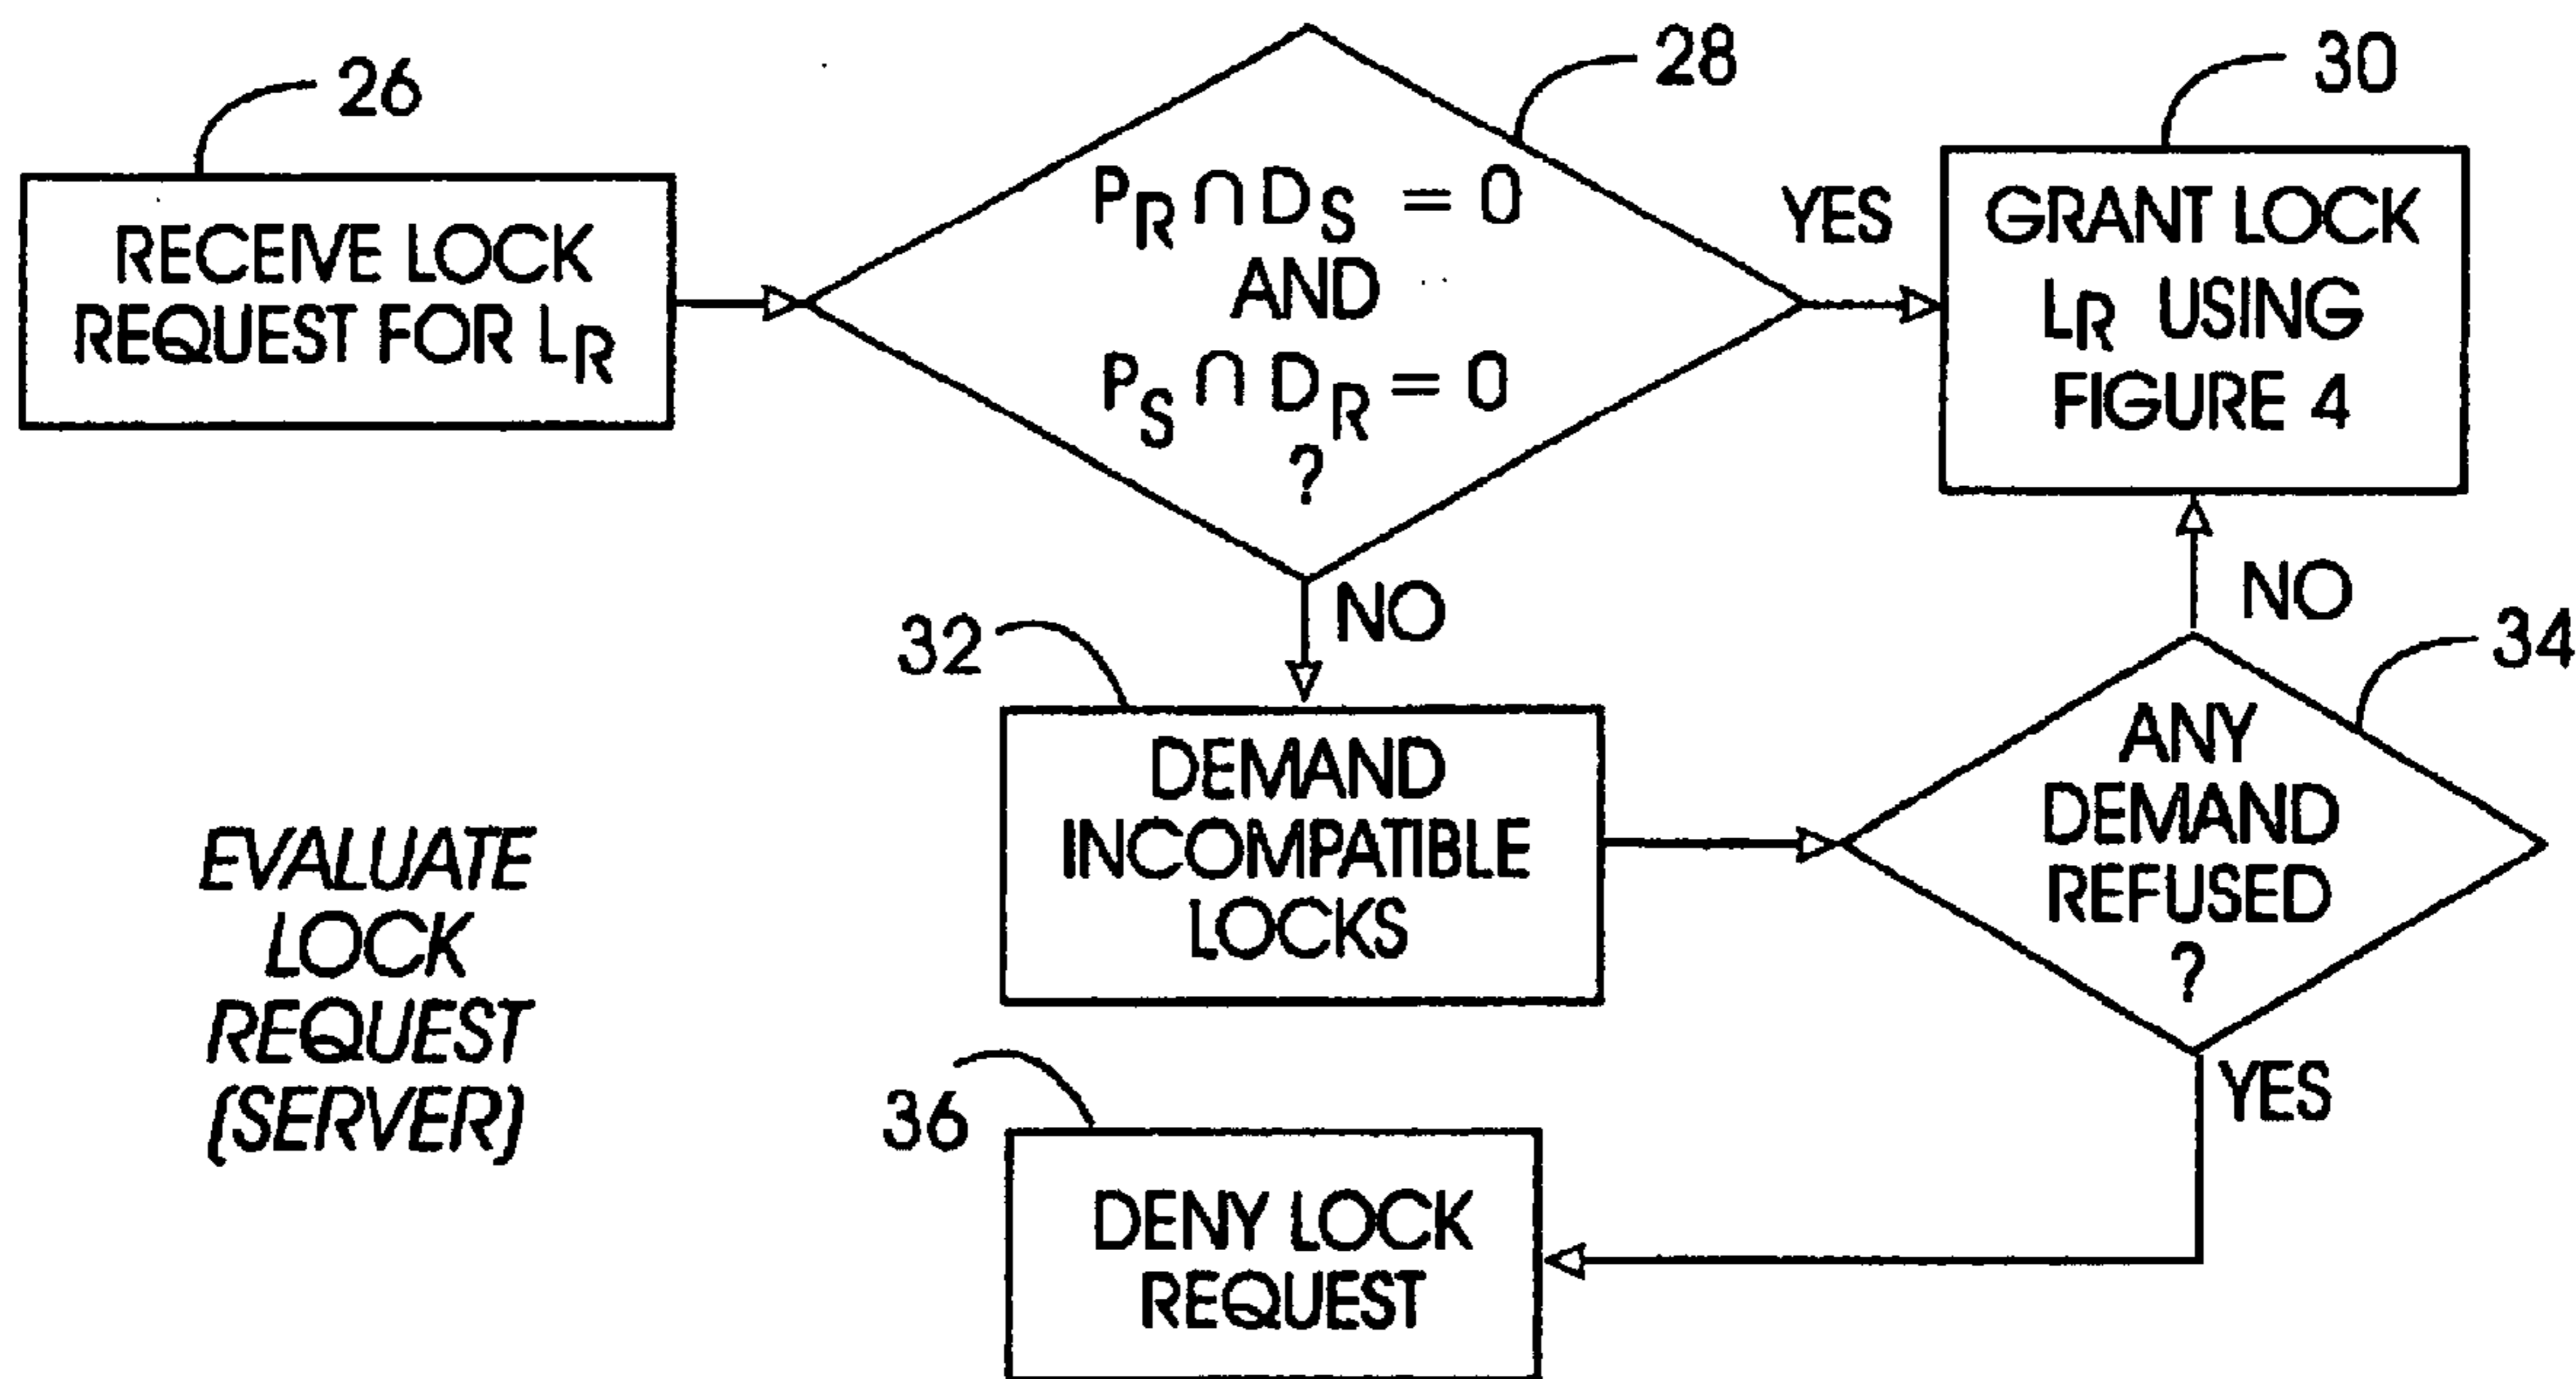 26
RECEIVE LOCK
REQUEST FOR LR
28
PR ∩ DS = 0
AND
PS ∩ DR = 0
?
YES
30
GRANT LOCK
LR USING
FIGURE 4
NO
32
DEMAND
INCOMPATIBLE
LOCKS
NO
34
ANY
DEMAND
REFUSED
?
YES
36
DENY LOCK
REQUEST
EVALUATE
LOCK
REQUEST
(SERVER)